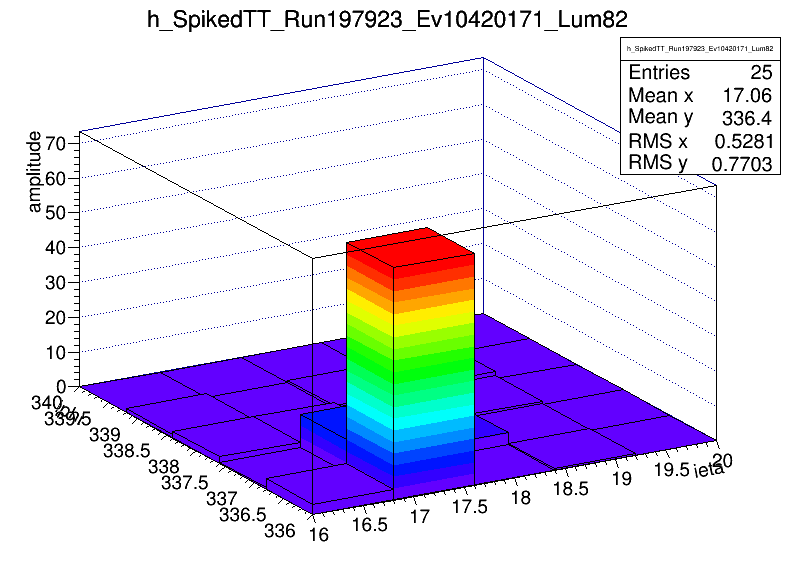 h_SpikedTT_Run197923_Ev10420171_Lum82
h_SpikedTT_Run197923_Ev10420171_Lum82
Entries 25
Mean x 17.06
Mean y 336.4
RMS x 0.5281
RMS y 0.7703
amplitude
70
60
50
40
30
20
10
0
340
339.5
339
338.5
338
337.5
337
336.5
336
16
16.5
17
17.5
18
18.5
19
19.5
20
ieta